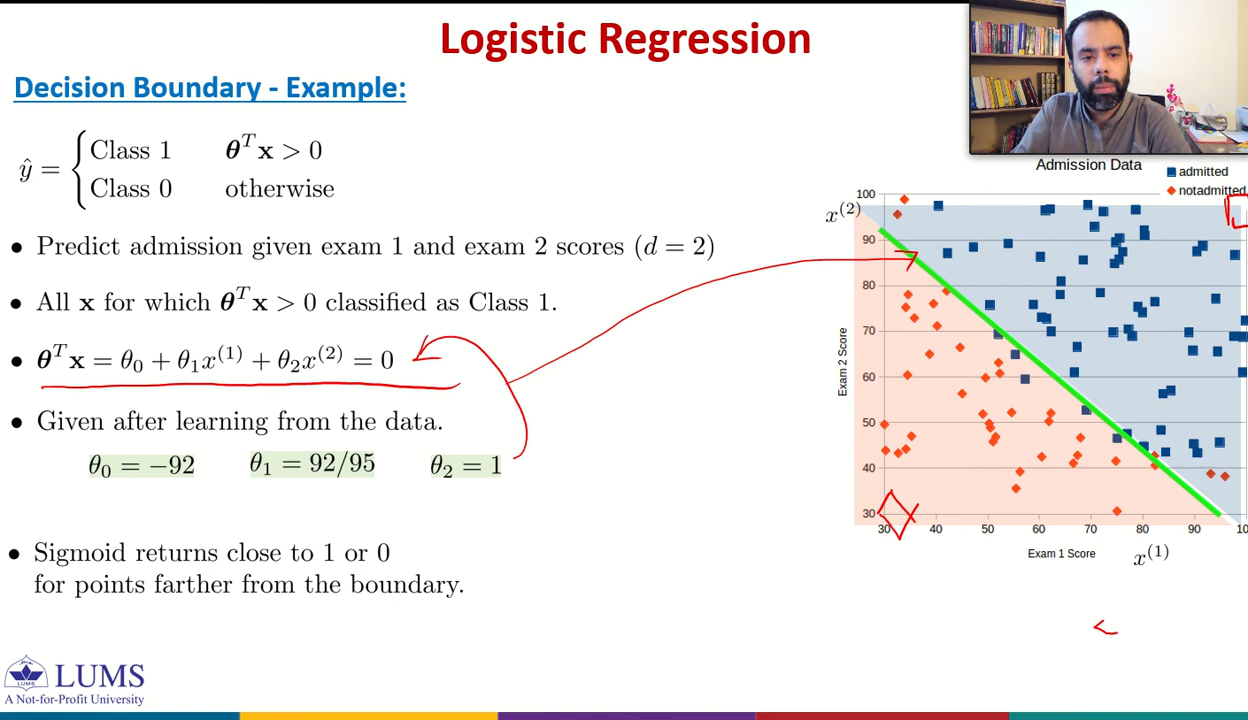 Logistic Regression
Decision Boundary - Example:
ŷ = { Class 1 θᵀx > 0
Class 0 otherwise
• Predict admission given exam 1 and exam 2 scores (d = 2)
• All x for which θᵀx > 0 classified as Class 1.
• θᵀx = θ₀ + θ₁x⁽¹⁾ + θ₂x⁽²⁾ = 0
• Given after learning from the data.
θ₀ = −92 θ₁ = 92/95 θ₂ = 1
• Sigmoid returns close to 1 or 0
for points farther from the boundary.
LUMS
LUMS
A Not-for-Profit University
Admission Data
admitted
notadmitted
x⁽²⁾
100
90
80
70
60
50
40
30
Exam 2 Score
30 40 50 60 70 80 90 10
Exam 1 Score
x⁽¹⁾